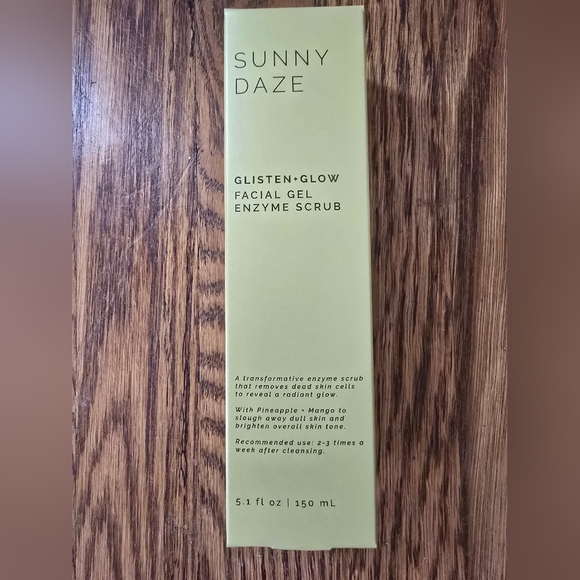 SUNNY
DAZE
GLISTEN+GLOW
FACIAL GEL
ENZYME SCRUB
A transformative enzyme scrub
that removes dead skin cells
to reveal a radiant glow.
With Pineapple + Mango to
slough away dull skin and
brighten overall skin tone.
Recommended use: 2-3 times a
week after cleansing.
5.1 fl oz | 150 mL